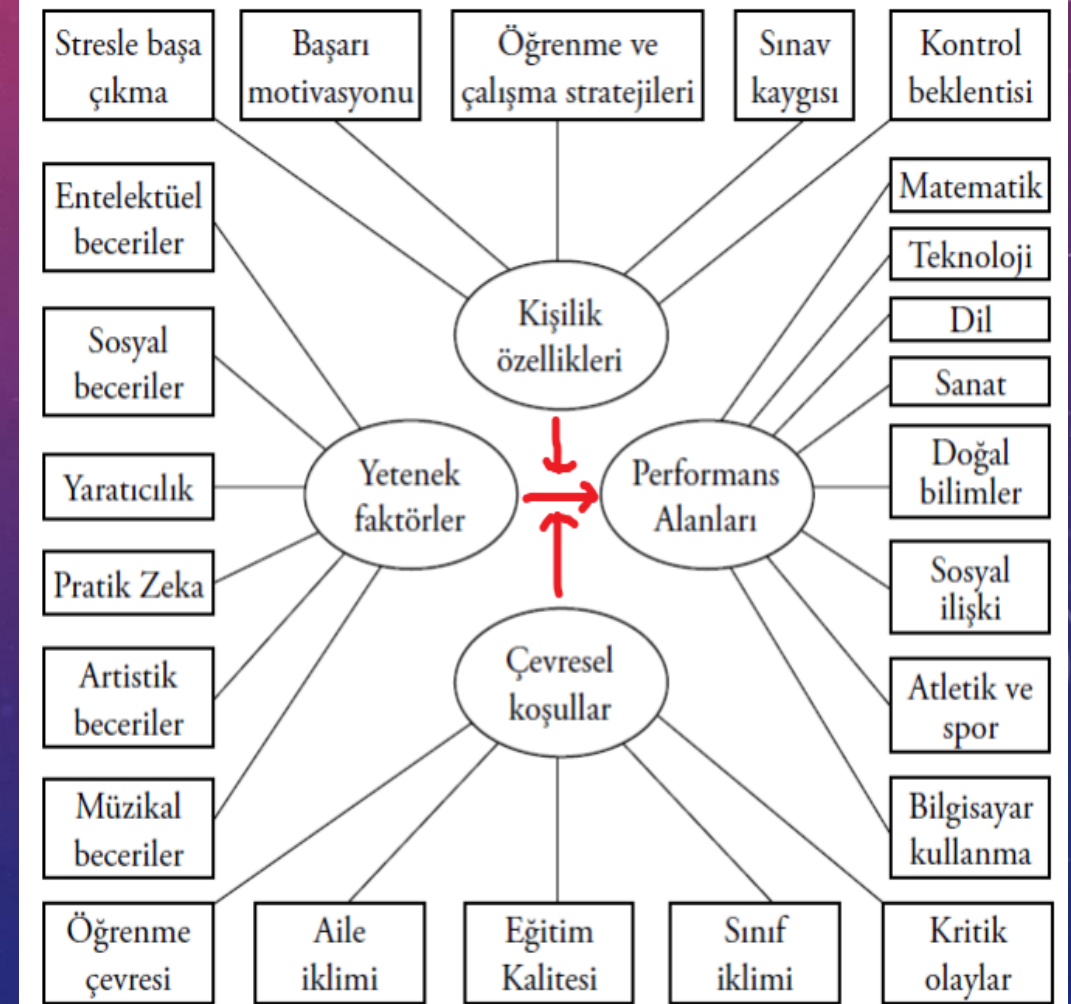 Stresle başa
çıkma
Başarı
motivasyonu
Öğrenme ve
çalışma stratejileri
Sınav
kaygısı
Kontrol
beklentisi
Entelektüel
beceriler
Sosyal
beceriler
Yaratıcılık
Pratik Zeka
Artistik
beceriler
Müzikal
beceriler
Kişilik
özellikleri
Yetenek
faktörler
Performans
Alanları
Çevresel
koşullar
Matematik
Teknoloji
Dil
Sanat
Doğal
bilimler
Sosyal
ilişki
Atletik ve
spor
Bilgisayar
kullanma
Öğrenme
çevresi
Aile
iklimi
Eğitim
Kalitesi
Sınıf
iklimi
Kritik
olaylar